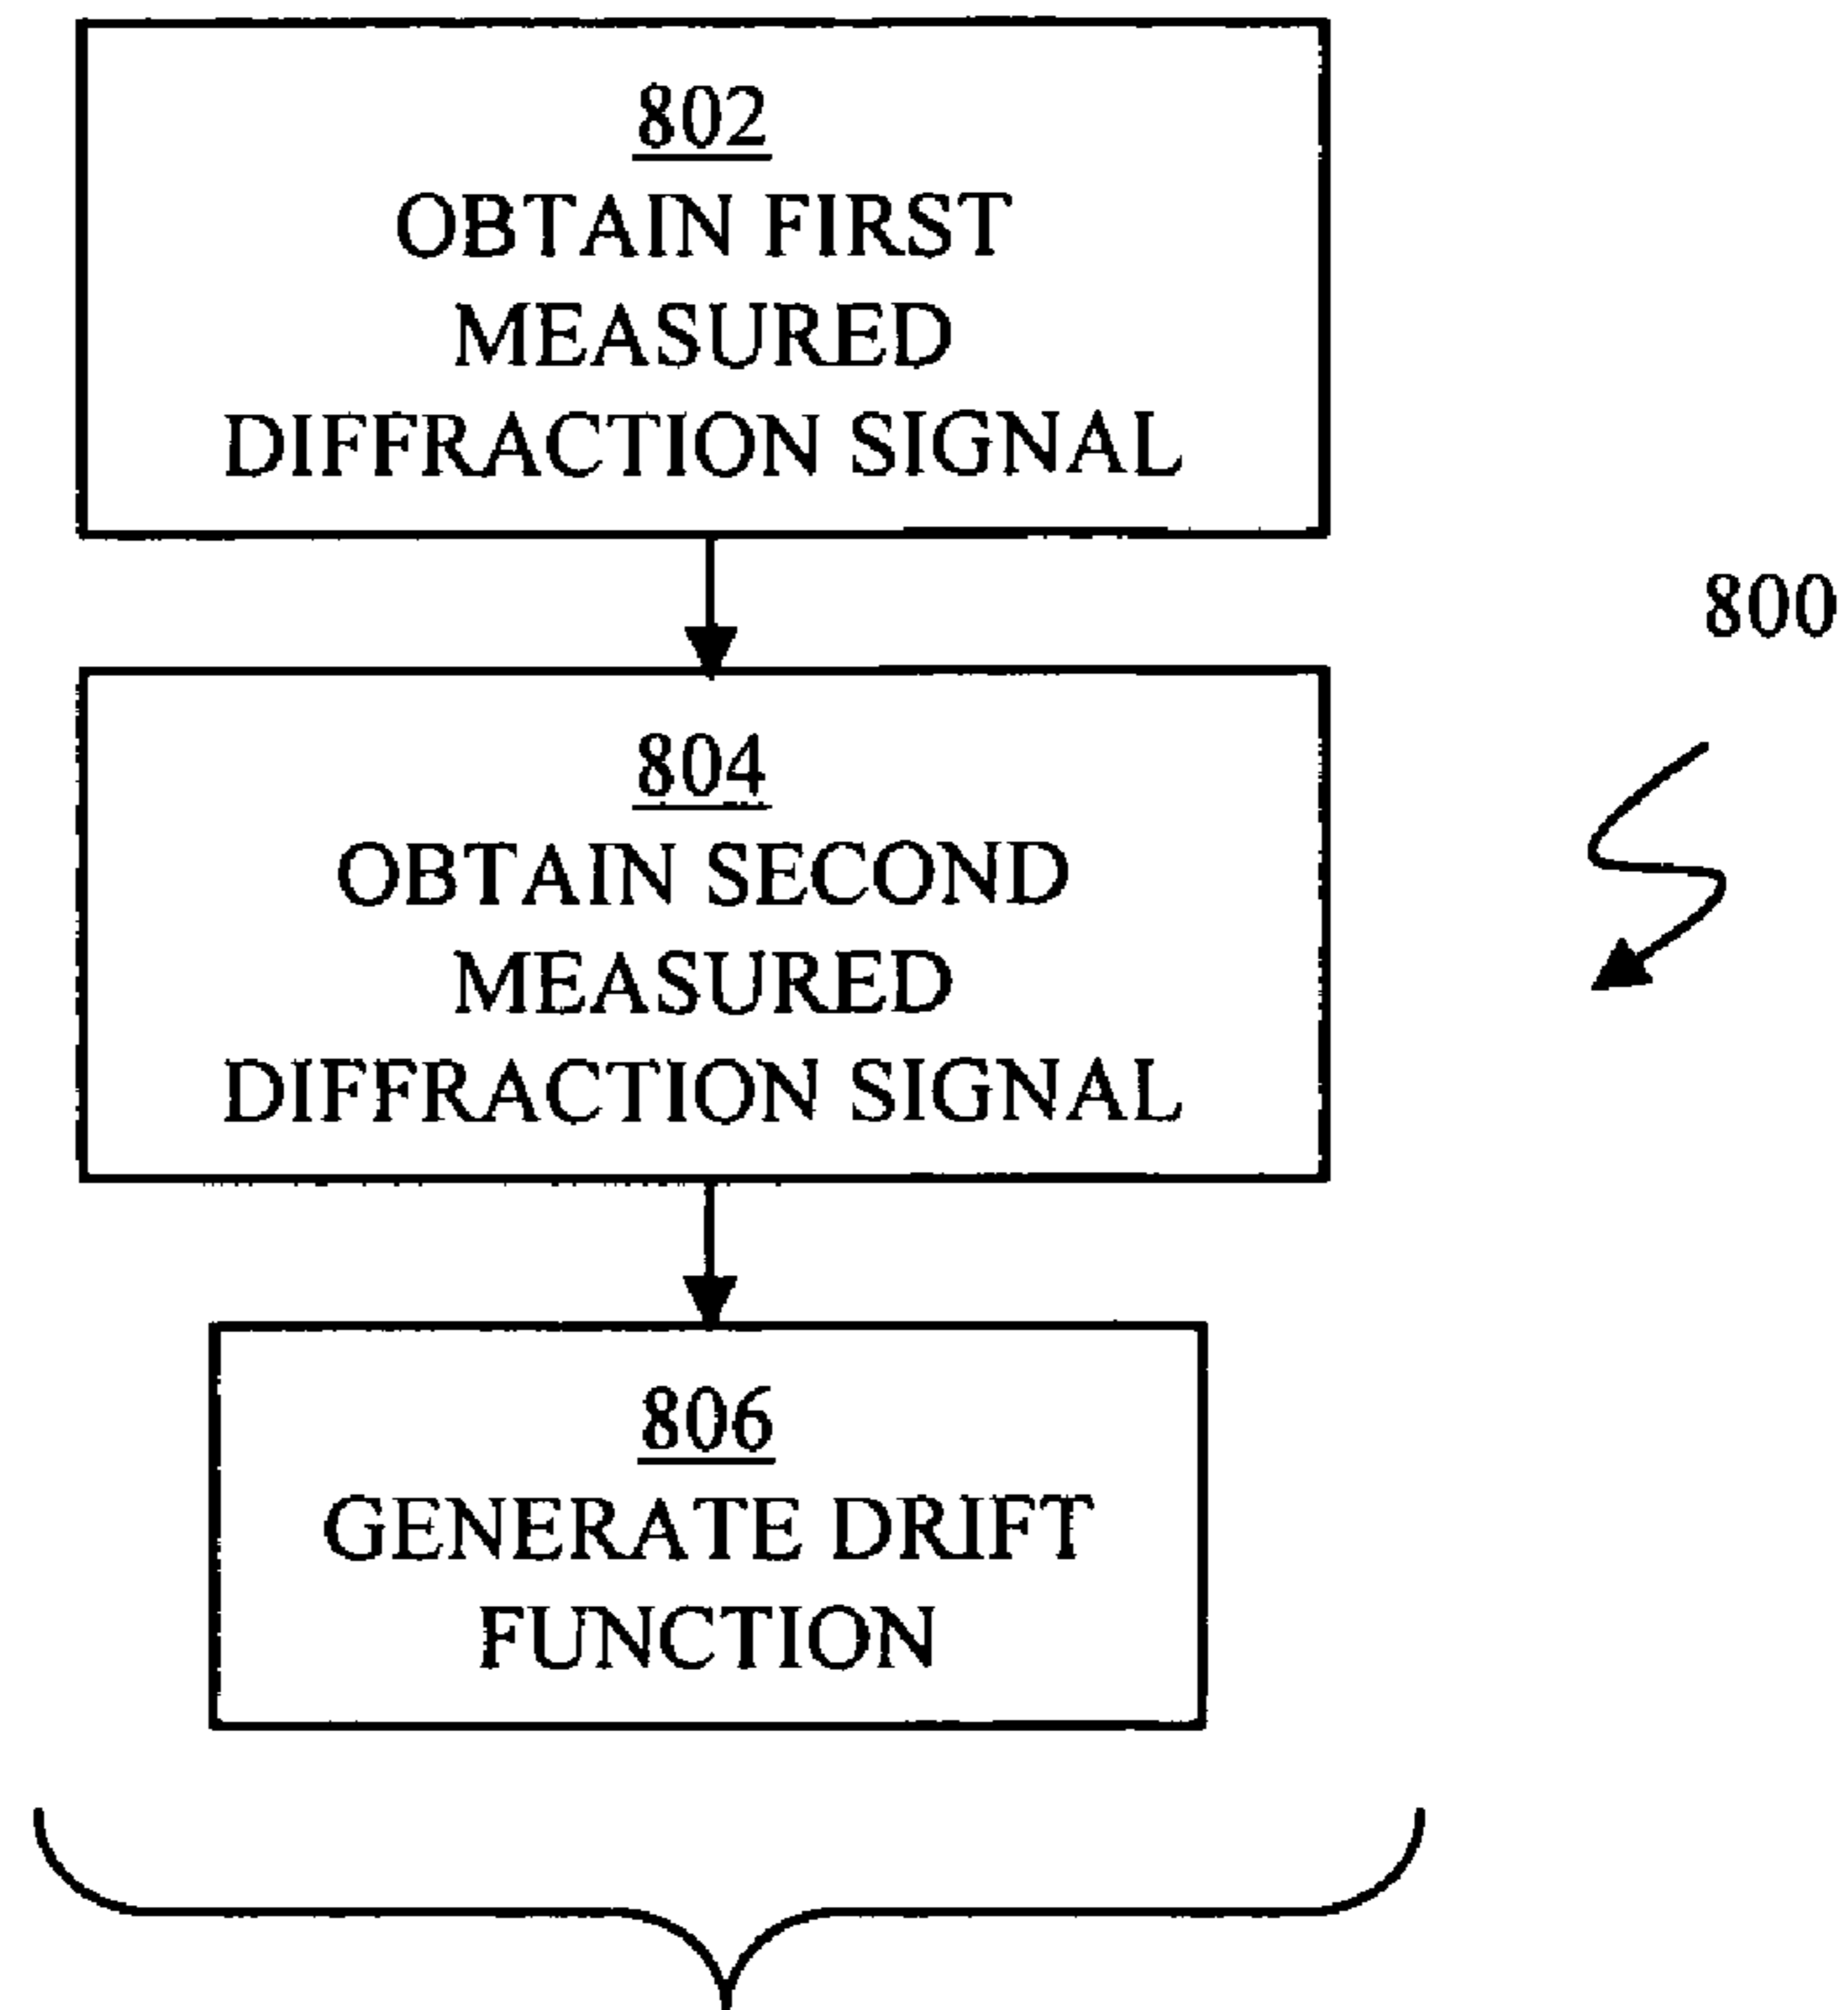 802
OBTAIN FIRST
MEASURED
DIFFRACTION SIGNAL
800
804
OBTAIN SECOND
MEASURED
DIFFRACTION SIGNAL
806
GENERATE DRIFT
FUNCTION